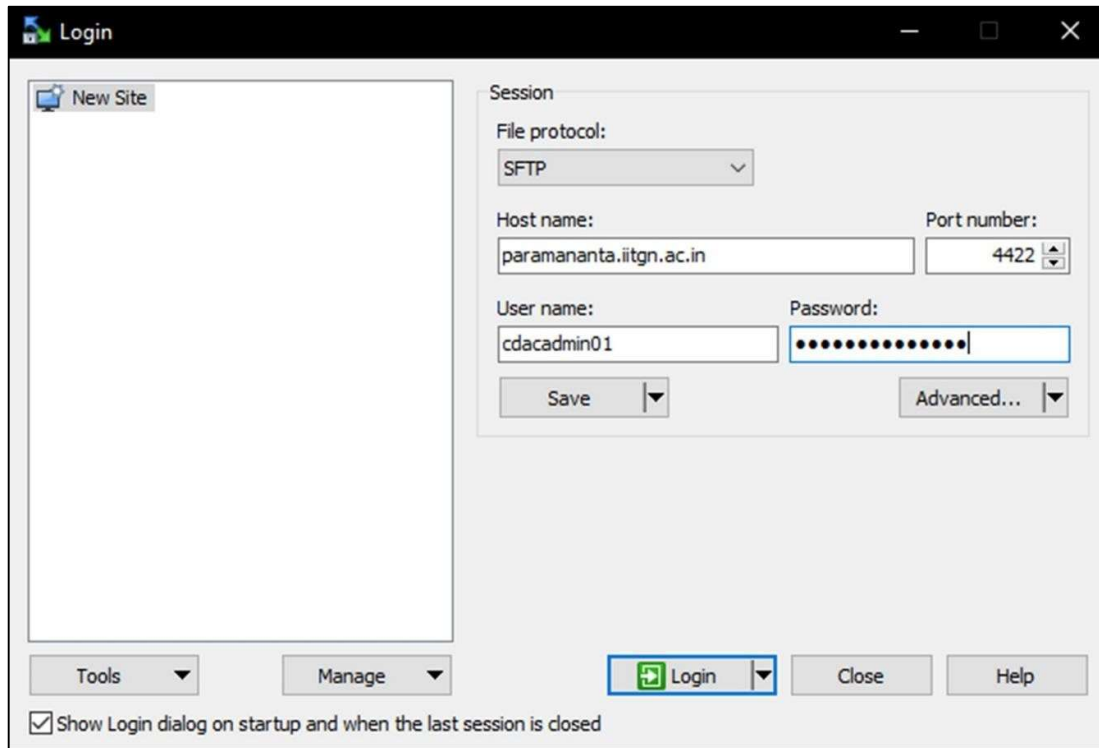 Login
New Site
Session
File protocol:
SFTP
Host name:
Port number:
paramananta.iitgn.ac.in
4422
User name:
Password:
cdacadmin01
●●●●●●●●●●●●●●●
Save
Advanced...
Tools
Manage
Login
Close
Help
Show Login dialog on startup and when the last session is closed